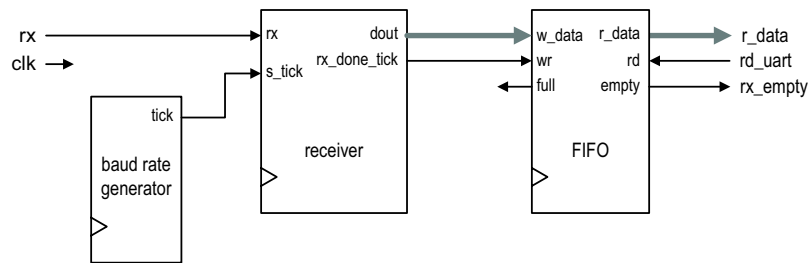 rx
clk
rx
s_tick
dout
rx_done_tick
receiver
tick
baud rate
generator
w_data
wr
full
r_data
rd
empty
FIFO
r_data
rd_uart
rx_empty